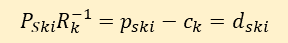 P_{Ski} R_k^{-1} = p_{ski} − c_k = d_{ski}